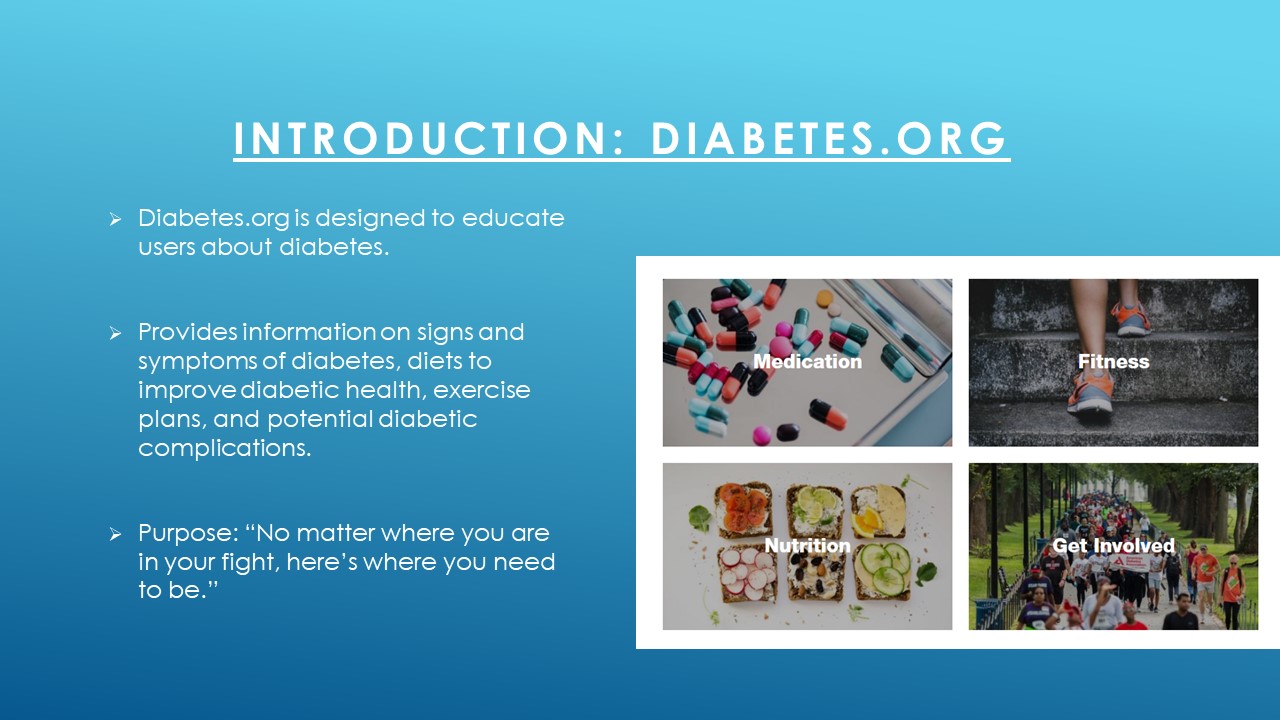 INTRODUCTION: DIABETES.ORG
Diabetes.org is designed to educate
users about diabetes.
Provides information on signs and
symptoms of diabetes, diets to
improve diabetic health, exercise
plans, and potential diabetic
complications.
Purpose: “No matter where you are
in your fight, here’s where you need
to be.”
Medication
Fitness
Nutrition
Get Involved